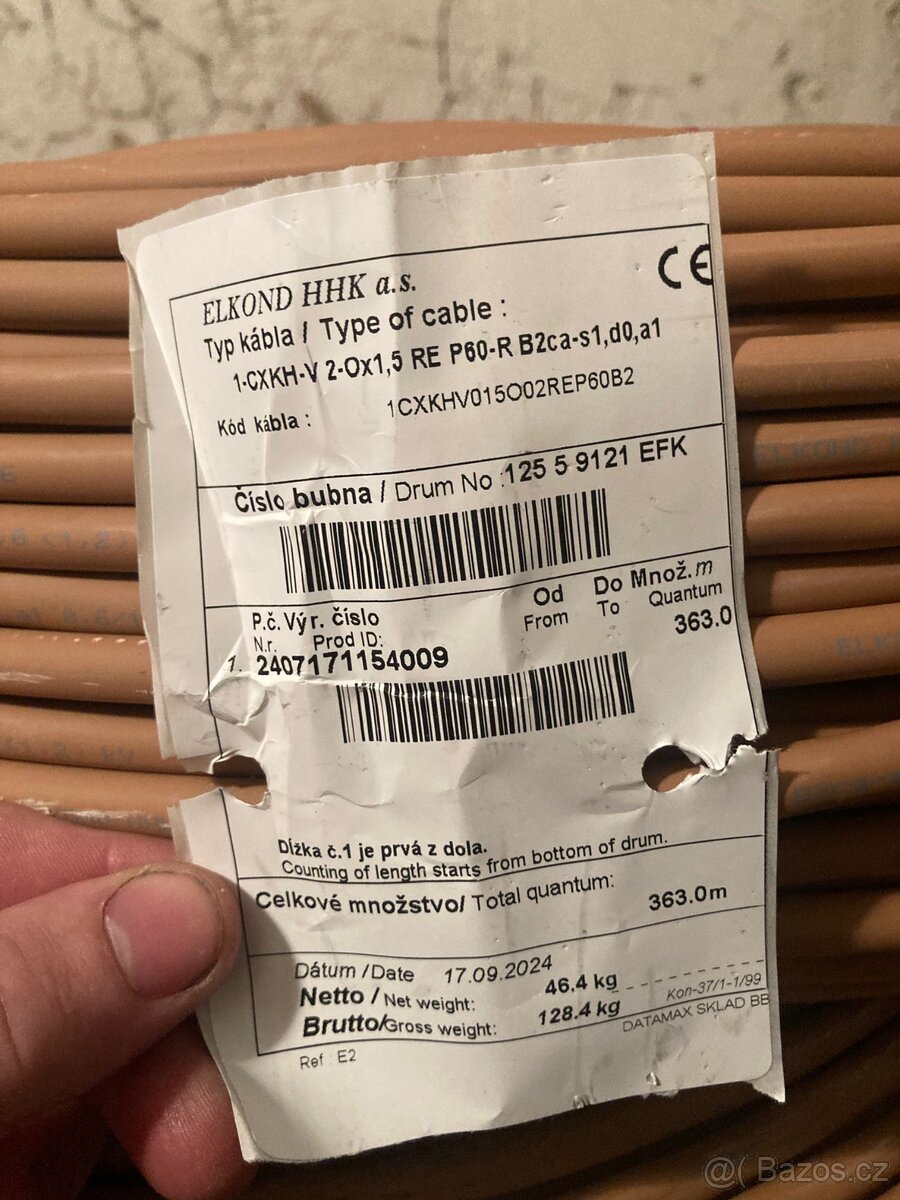 ELKOND HHK a.s.
CE
Typ kábla / Type of cable :
1-CXKH-V 2-Ox1,5 RE P60-R B2ca-s1,d0,a1
Kód kábla : 1CXKHV015O02REP60B2
Číslo bubna / Drum No :125 5 9121 EFK
P.č. Výr. číslo Od Do Množ.m
N.r. Prod ID: From To Quantum
1. 2407171154009 363.0
Dĺžka č.1 je prvá z dola.
Counting of length starts from bottom of drum.
Celkové množstvo/ Total quantum: 363.0m
Dátum /Date 17.09.2024
Netto / Net weight: 46.4 kg
Kon-37/1-1/99
Brutto/Gross weight: 128.4 kg
DATAMAX SKLAD BB
Ref : E2
ELKOND
@( Bazos.cz